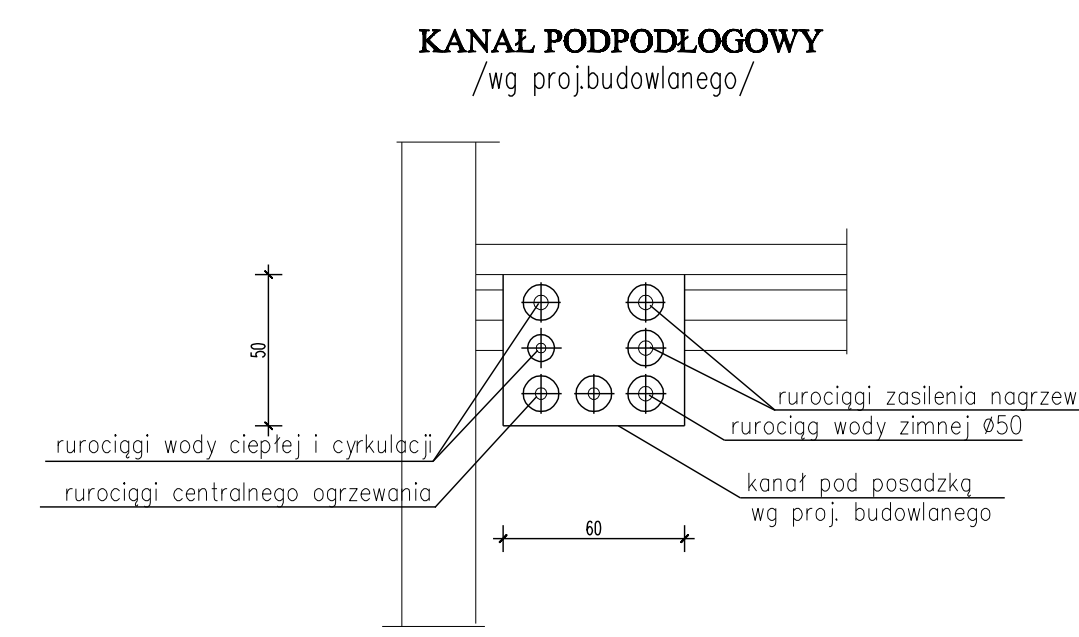 KANAŁ PODPODŁOGOWY
/wg proj.budowlanego/
50
rurociągi zasilenia nagrzew
rurociąg wody zimnej Ø50
rurociągi wody ciepłej i cyrkulacji
rurociągi centralnego ogrzewania
kanał pod posadzką
wg proj. budowlanego
60